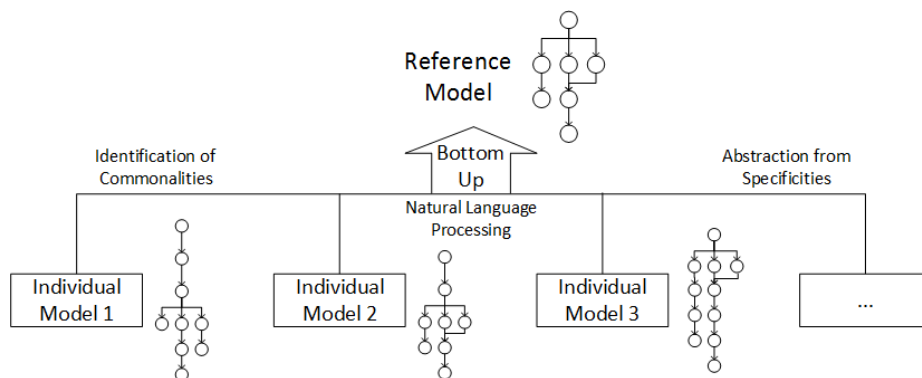 Reference
Model
Identification of
Commonalities
Bottom
Up
Abstraction from
Specificities
Natural Language
Processing
Individual
Model 1
Individual
Model 2
Individual
Model 3
...